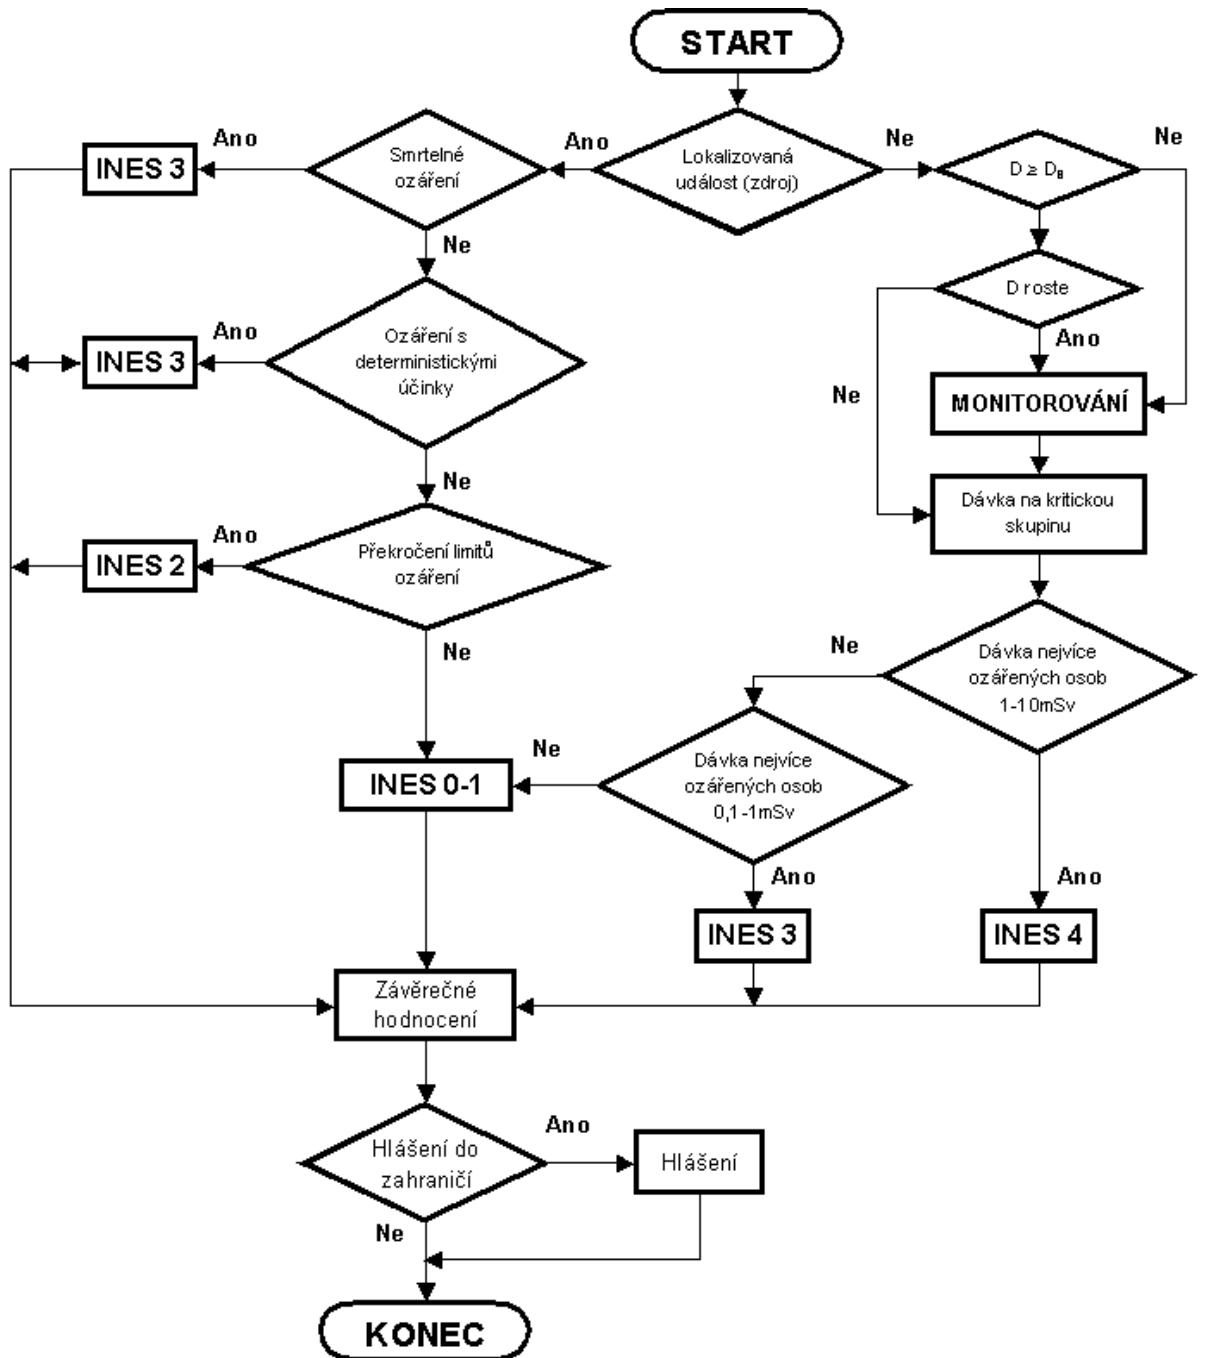 START
Lokalizovaná
událost (zdroj)
Ano
Ne
Smrtelné
ozáření
Ano
INES 3
Ne
D ≥ D_B
Ne
D roste
Ano
Ne
MONITOROVÁNÍ
Dávka na kritickou
skupinu
Ozáření s
deterministickými
účinky
Ano
INES 3
Ne
Překročení limitů
ozáření
Ano
INES 2
Ne
Dávka nejvíce
ozářených osob
1-10mSv
Ne
Ano
Dávka nejvíce
ozářených osob
0,1-1mSv
Ne
Ano
INES 0-1
INES 3
INES 4
Závěrečné
hodnocení
Hlášení do
zahraničí
Ano
Hlášení
Ne
KONEC